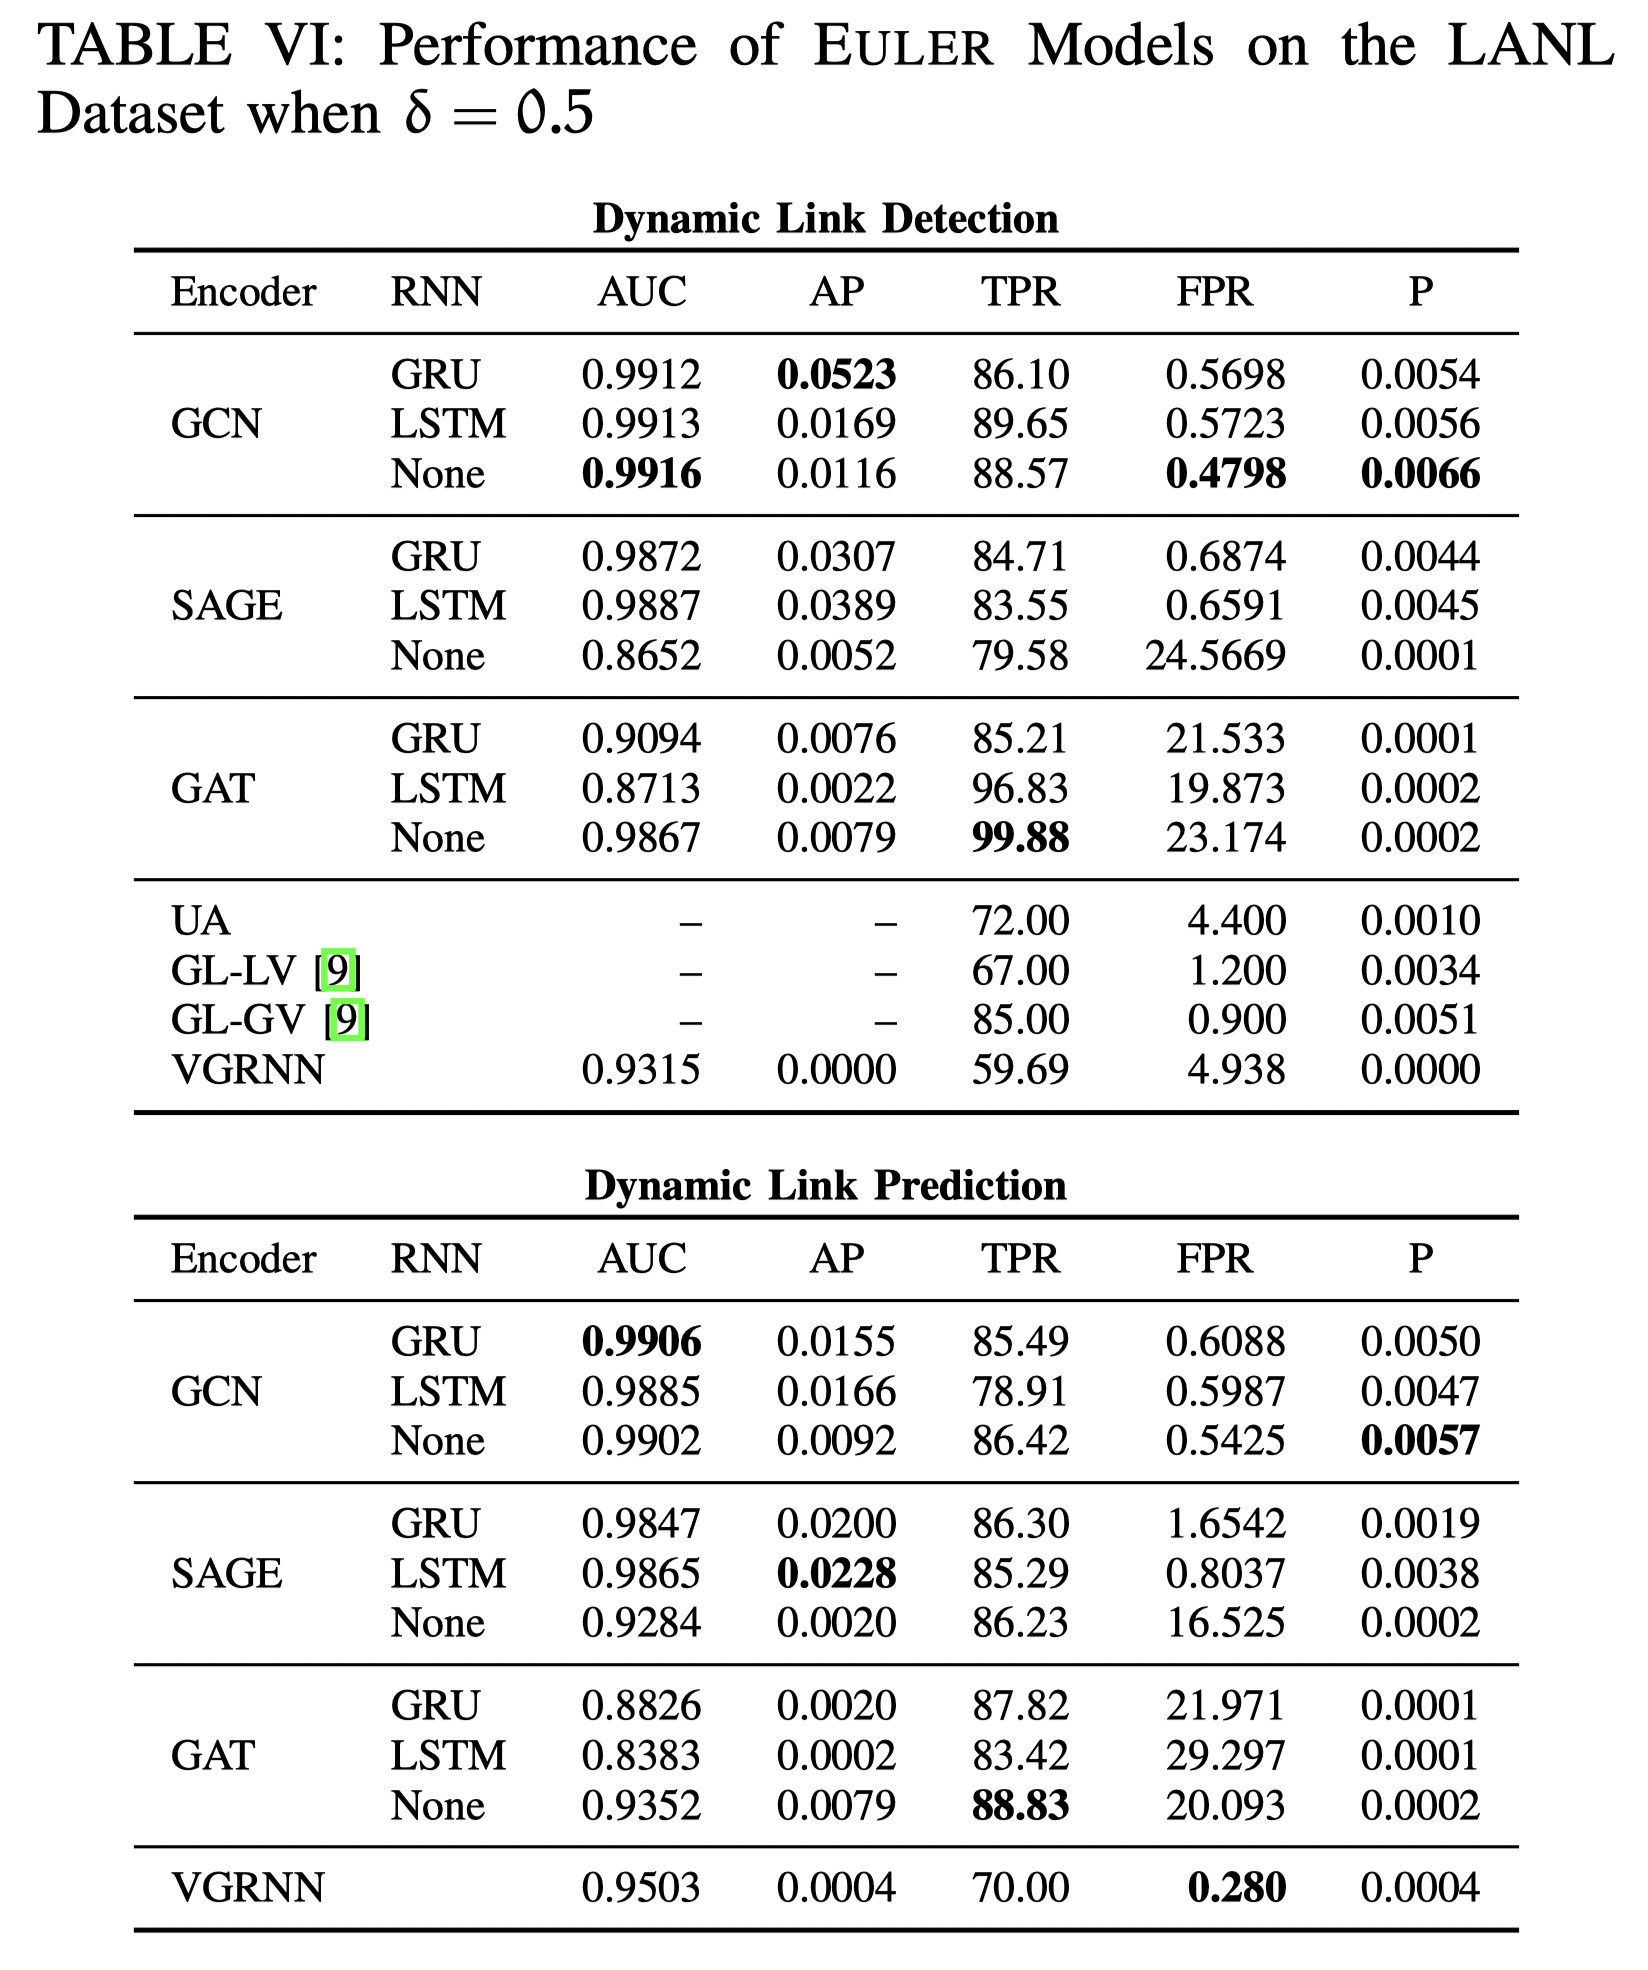 TABLE VI: Performance of EULER Models on the LANL
Dataset when δ = 0.5
Dynamic Link Detection
Encoder RNN AUC AP TPR FPR P
GRU 0.9912 0.0523 86.10 0.5698 0.0054
GCN LSTM 0.9913 0.0169 89.65 0.5723 0.0056
None 0.9916 0.0116 88.57 0.4798 0.0066
GRU 0.9872 0.0307 84.71 0.6874 0.0044
SAGE LSTM 0.9887 0.0389 83.55 0.6591 0.0045
None 0.8652 0.0052 79.58 24.5669 0.0001
GRU 0.9094 0.0076 85.21 21.533 0.0001
GAT LSTM 0.8713 0.0022 96.83 19.873 0.0002
None 0.9867 0.0079 99.88 23.174 0.0002
UA – – 72.00 4.400 0.0010
GL-LV [9] – – 67.00 1.200 0.0034
GL-GV [9] – – 85.00 0.900 0.0051
VGRNN 0.9315 0.0000 59.69 4.938 0.0000
Dynamic Link Prediction
Encoder RNN AUC AP TPR FPR P
GRU 0.9906 0.0155 85.49 0.6088 0.0050
GCN LSTM 0.9885 0.0166 78.91 0.5987 0.0047
None 0.9902 0.0092 86.42 0.5425 0.0057
GRU 0.9847 0.0200 86.30 1.6542 0.0019
SAGE LSTM 0.9865 0.0228 85.29 0.8037 0.0038
None 0.9284 0.0020 86.23 16.525 0.0002
GRU 0.8826 0.0020 87.82 21.971 0.0001
GAT LSTM 0.8383 0.0002 83.42 29.297 0.0001
None 0.9352 0.0079 88.83 20.093 0.0002
VGRNN 0.9503 0.0004 70.00 0.280 0.0004